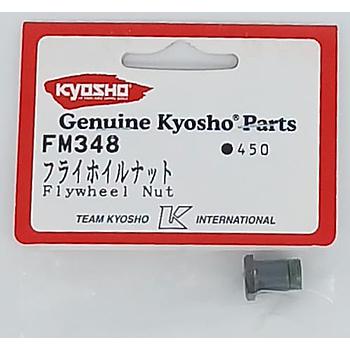 KYOSHO
Genuine Kyosho® Parts
FM348
●450
フライホイルナット
Flywheel Nut
TEAM KYOSHO K INTERNATIONAL